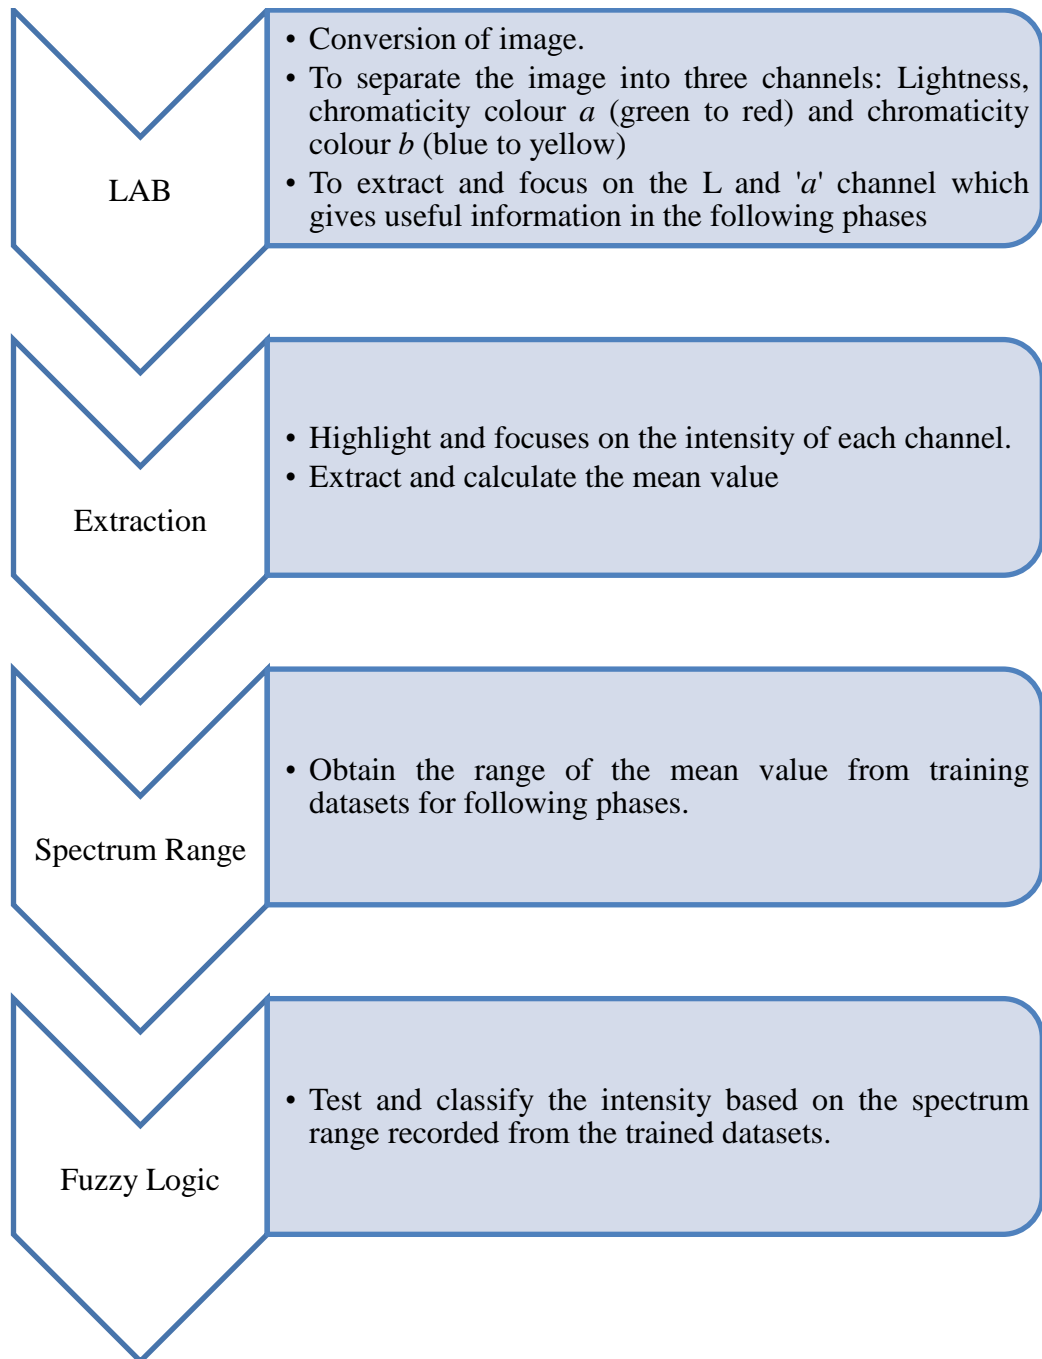 LAB
• Conversion of image.
• To separate the image into three channels: Lightness,
chromaticity colour a (green to red) and chromaticity
colour b (blue to yellow)
• To extract and focus on the L and 'a' channel which
gives useful information in the following phases
Extraction
• Highlight and focuses on the intensity of each channel.
• Extract and calculate the mean value
Spectrum Range
• Obtain the range of the mean value from training
datasets for following phases.
Fuzzy Logic
• Test and classify the intensity based on the spectrum
range recorded from the trained datasets.